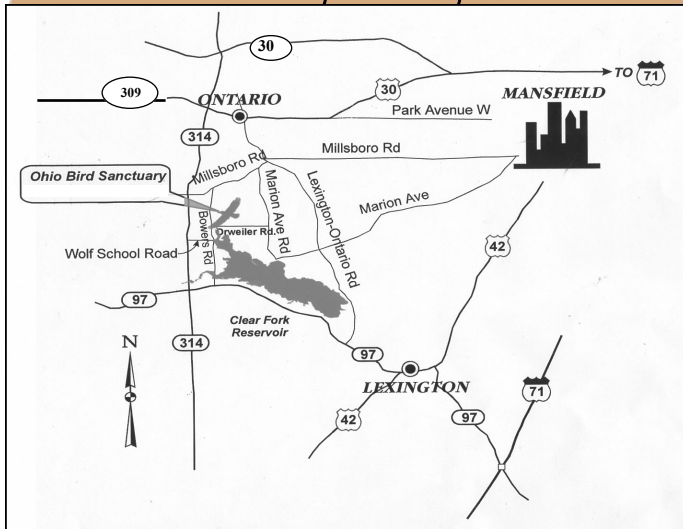 30
TO 71
309
30
ONTARIO
MANSFIELD
Park Avenue W
314
Millsboro Rd
Millsboro Rd
Ohio Bird Sanctuary
Marion Ave Rd
Lexington-Ontario Rd
Marion Ave
Bowers Rd
Orweiler Rd.
Wolf School Road
42
97
Clear Fork
Reservoir
N
314
97
LEXINGTON
71
42
97